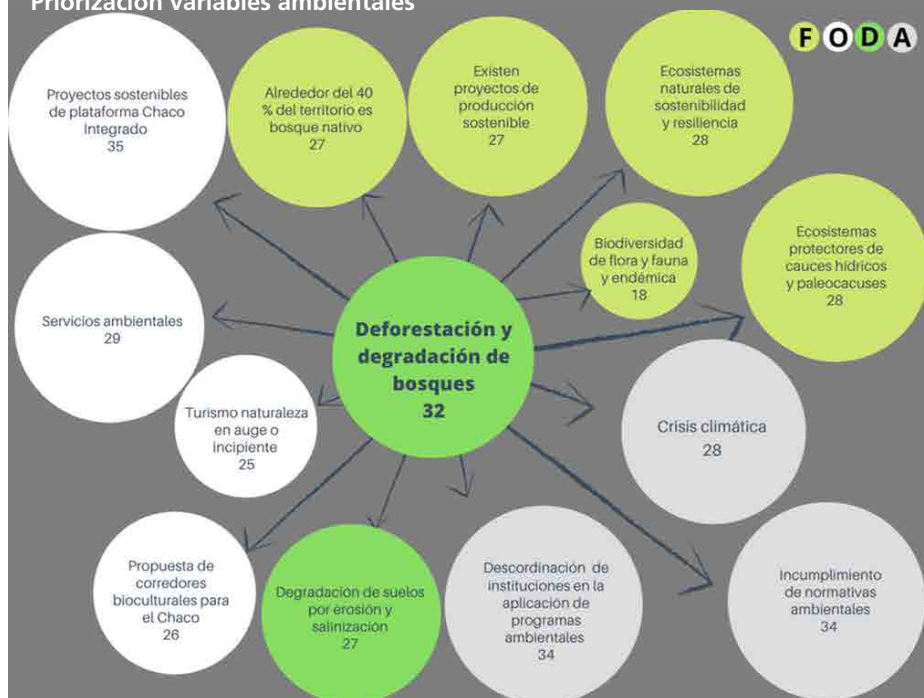 Priorización variables ambientales
F O D A
Proyectos sostenibles
de plataforma Chaco
Integrado
35
Alrededor del 40
% del territorio es
bosque nativo
27
Existen
proyectos de
producción
sostenible
27
Ecosistemas
naturales de
sostenibilidad
y resiliencia
28
Biodiversidad
de flora y fauna
y endémica
18
Ecosistemas
protectores de
cauces hídricos
y paleocacuses
28
Servicios ambientales
29
Deforestación y
degradación de
bosques
32
Turismo naturaleza
en auge o
incipiente
25
Crisis climática
28
Propuesta de
corredores
bioculturales para
el Chaco
26
Degradación de suelos
por erosión y
salinización
27
Descordinación de
instituciones en la
aplicación de
programas
ambientales
34
Incumplimiento
de normativas
ambientales
34